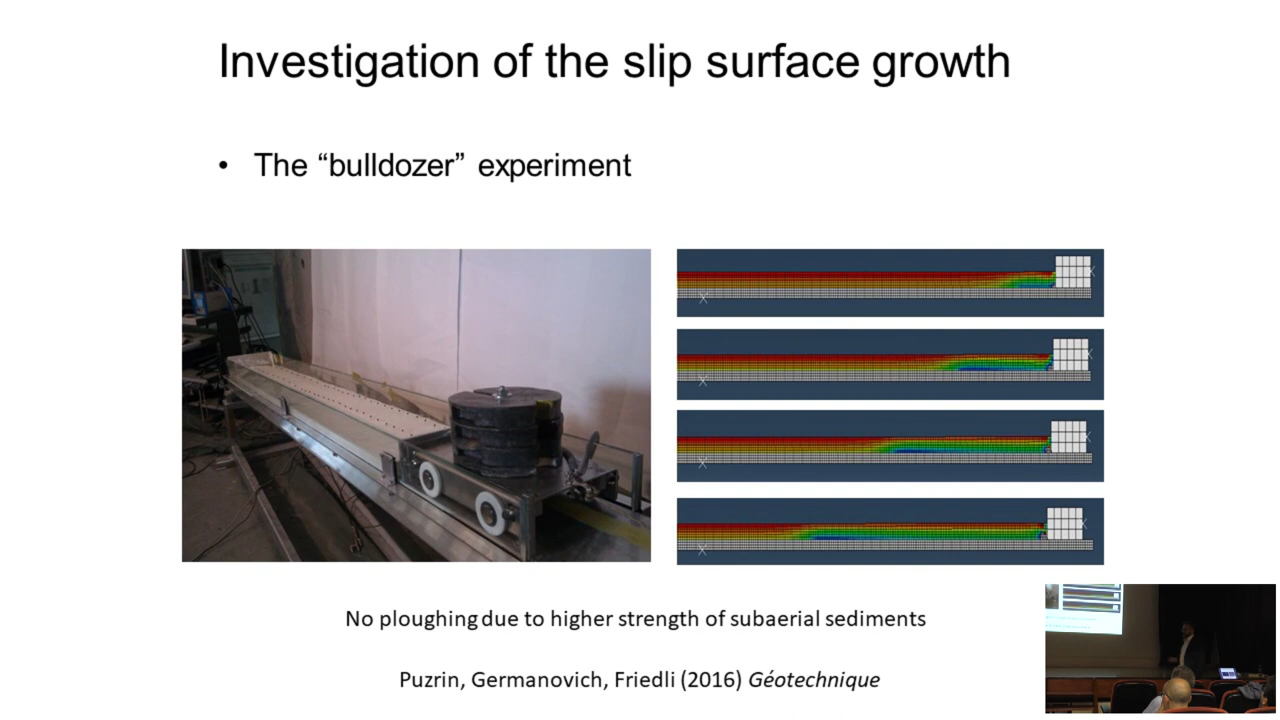 Investigation of the slip surface growth
• The “bulldozer” experiment
No ploughing due to higher strength of subaerial sediments
Puzrin, Germanovich, Friedli (2016) Géotechnique